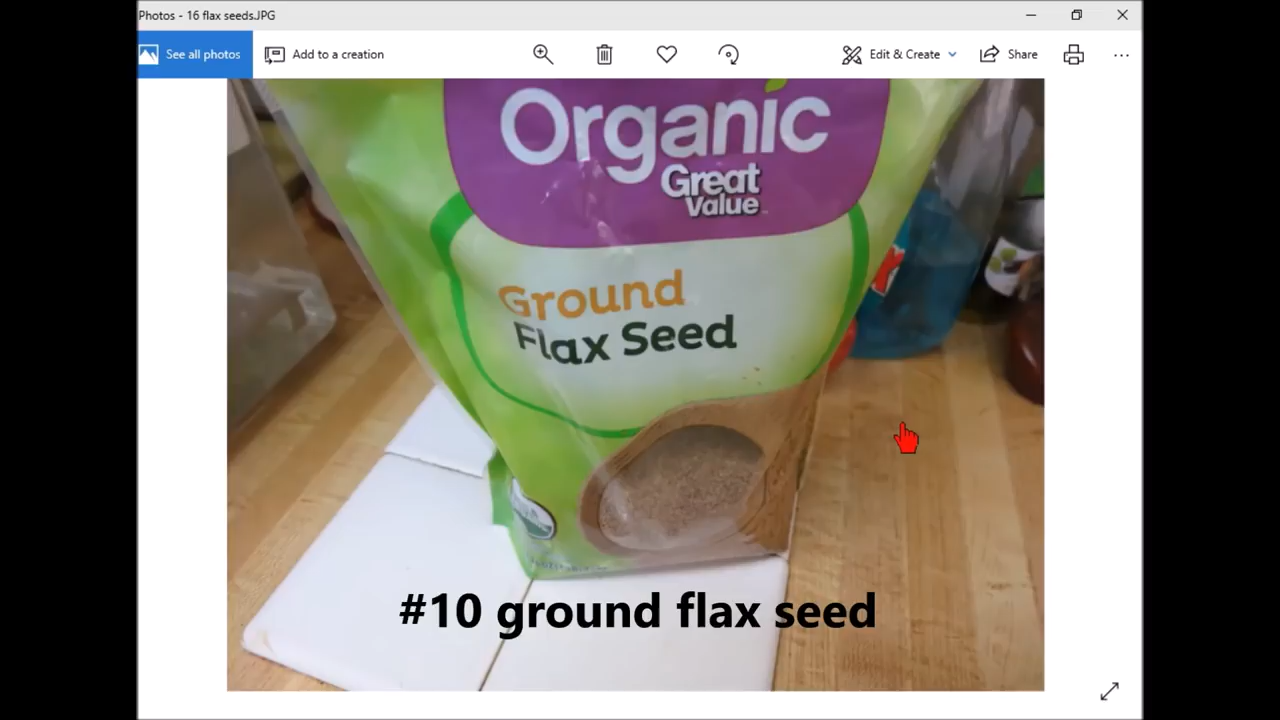 Photos - 16 flax seeds.JPG
See all photos
Add to a creation
Edit & Create
Share
Organic
Great
Value
Ground
Flax Seed
#10 ground flax seed